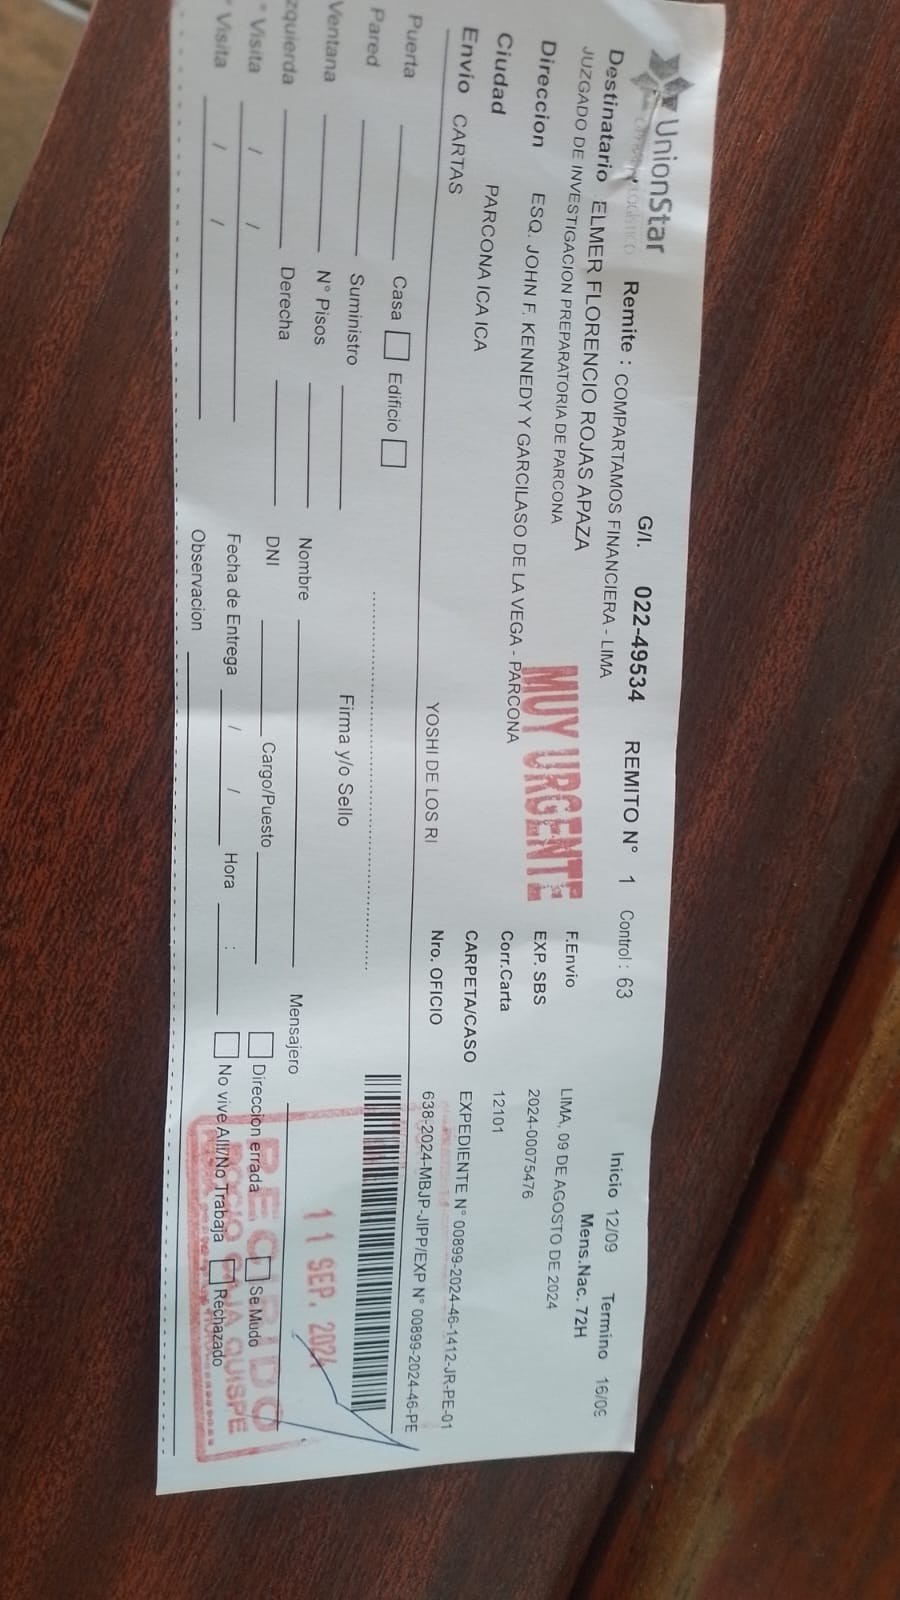 UnionStar
G/I. 022-49534 REMITO N° 1 Control : 63 Inicio 12/09 Termino 16/09
Remite : COMPARTAMOS FINANCIERA - LIMA Mens.Nac. 72H
Destinatario ELMER FLORENCIO ROJAS APAZA
JUZGADO DE INVESTIGACION PREPARATORIA DE PARCONA
F.Envio LIMA, 09 DE AGOSTO DE 2024
Direccion ESQ. JOHN F. KENNEDY Y GARCILASO DE LA VEGA - PARCONA
MUY URGENTE
EXP. SBS 2024-00075476
Ciudad PARCONA ICA ICA
Corr.Carta 12101
Envio CARTAS
CARPETA/CASO EXPEDIENTE N° 00899-2024-46-1412-JR-PE-01
YOSHI DE LOS RI Nro. OFICIO 638-2024-MBJP-JIPP/EXP N° 00899-2024-46-PE
Puerta Casa Edificio
Pared Suministro
Firma y/o Sello
Ventana N° Pisos
Nombre Mensajero
zquierda Derecha
DNI Cargo/Puesto Direccion errada Se Mudo
° Visita / /
Fecha de Entrega / / Hora : No vive Alli/No Trabaja Rechazado
° Visita / /
Observacion
11 SEP. 2024
RECIBIDO
QUISPE